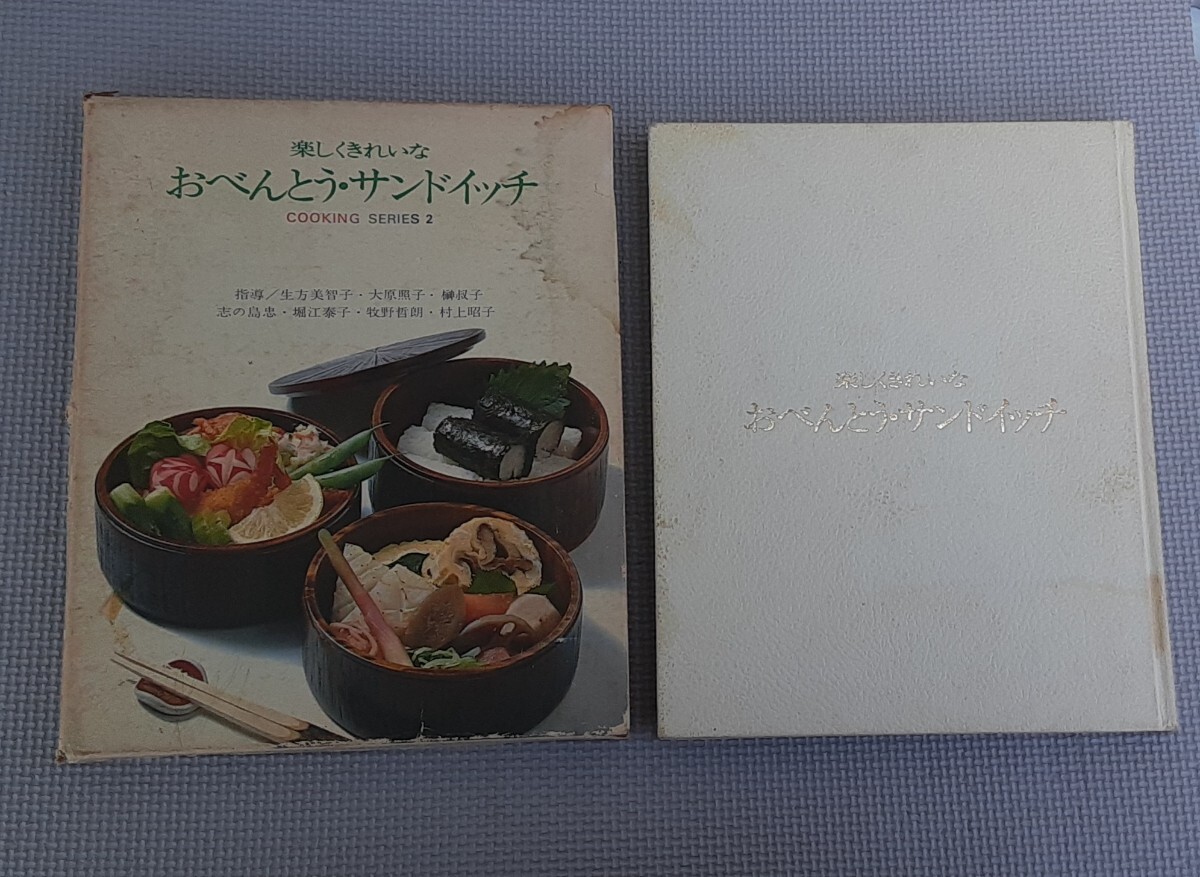 楽しくきれいな
おべんとう・サンドイッチ
COOKING SERIES 2
指導／生方美智子・大原照子・榊叔子
志の島忠・堀江泰子・牧野哲朗・村上昭子
楽しくきれいな
おべんとう・サンドイッチ